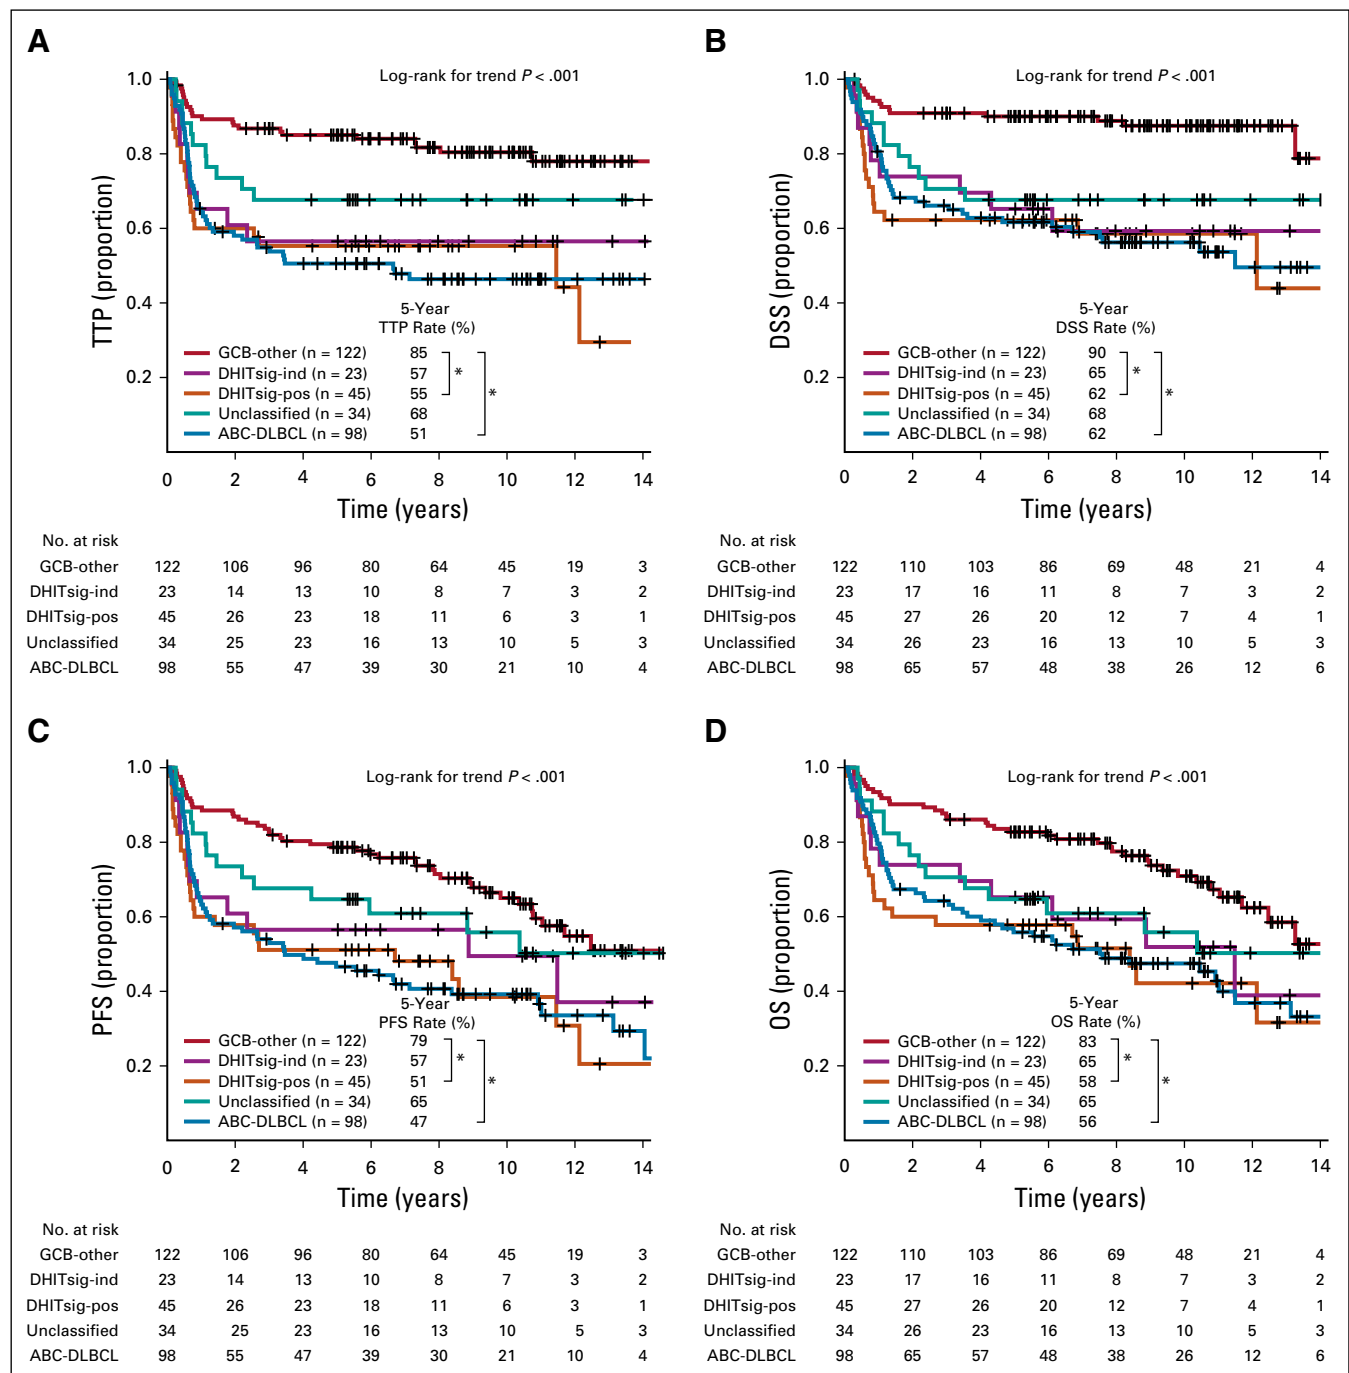 A
Log-rank for trend P < .001
1.0
0.8
0.6
0.4
0.2
TTP (proportion)
5-Year
TTP Rate (%)
GCB-other (n = 122) 85
DHITsig-ind (n = 23) 57
DHITsig-pos (n = 45) 55
Unclassified (n = 34) 68
ABC-DLBCL (n = 98) 51
*
*
0 2 4 6 8 10 12 14
Time (years)
No. at risk
GCB-other 122 106 96 80 64 45 19 3
DHITsig-ind 23 14 13 10 8 7 3 2
DHITsig-pos 45 26 23 18 11 6 3 1
Unclassified 34 25 23 16 13 10 5 3
ABC-DLBCL 98 55 47 39 30 21 10 4
B
Log-rank for trend P < .001
1.0
0.8
0.6
0.4
0.2
DSS (proportion)
5-Year
DSS Rate (%)
GCB-other (n = 122) 90
DHITsig-ind (n = 23) 65
DHITsig-pos (n = 45) 62
Unclassified (n = 34) 68
ABC-DLBCL (n = 98) 62
*
*
0 2 4 6 8 10 12 14
Time (years)
No. at risk
GCB-other 122 110 103 86 69 48 21 4
DHITsig-ind 23 17 16 11 8 7 3 2
DHITsig-pos 45 27 26 20 12 7 4 1
Unclassified 34 26 23 16 13 10 5 3
ABC-DLBCL 98 65 57 48 38 26 12 6
C
Log-rank for trend P < .001
1.0
0.8
0.6
0.4
0.2
PFS (proportion)
5-Year
PFS Rate (%)
GCB-other (n = 122) 79
DHITsig-ind (n = 23) 57
DHITsig-pos (n = 45) 51
Unclassified (n = 34) 65
ABC-DLBCL (n = 98) 47
*
*
0 2 4 6 8 10 12 14
Time (years)
No. at risk
GCB-other 122 106 96 80 64 45 19 3
DHITsig-ind 23 14 13 10 8 7 3 2
DHITsig-pos 45 26 23 18 11 6 3 1
Unclassified 34 25 23 16 13 10 5 3
ABC-DLBCL 98 55 47 39 30 21 10 4
D
Log-rank for trend P < .001
1.0
0.8
0.6
0.4
0.2
OS (proportion)
5-Year
OS Rate (%)
GCB-other (n = 122) 83
DHITsig-ind (n = 23) 65
DHITsig-pos (n = 45) 58
Unclassified (n = 34) 65
ABC-DLBCL (n = 98) 56
*
*
0 2 4 6 8 10 12 14
Time (years)
No. at risk
GCB-other 122 110 103 86 69 48 21 4
DHITsig-ind 23 17 16 11 8 7 3 2
DHITsig-pos 45 27 26 20 12 7 4 1
Unclassified 34 26 23 16 13 10 5 3
ABC-DLBCL 98 65 57 48 38 26 12 6